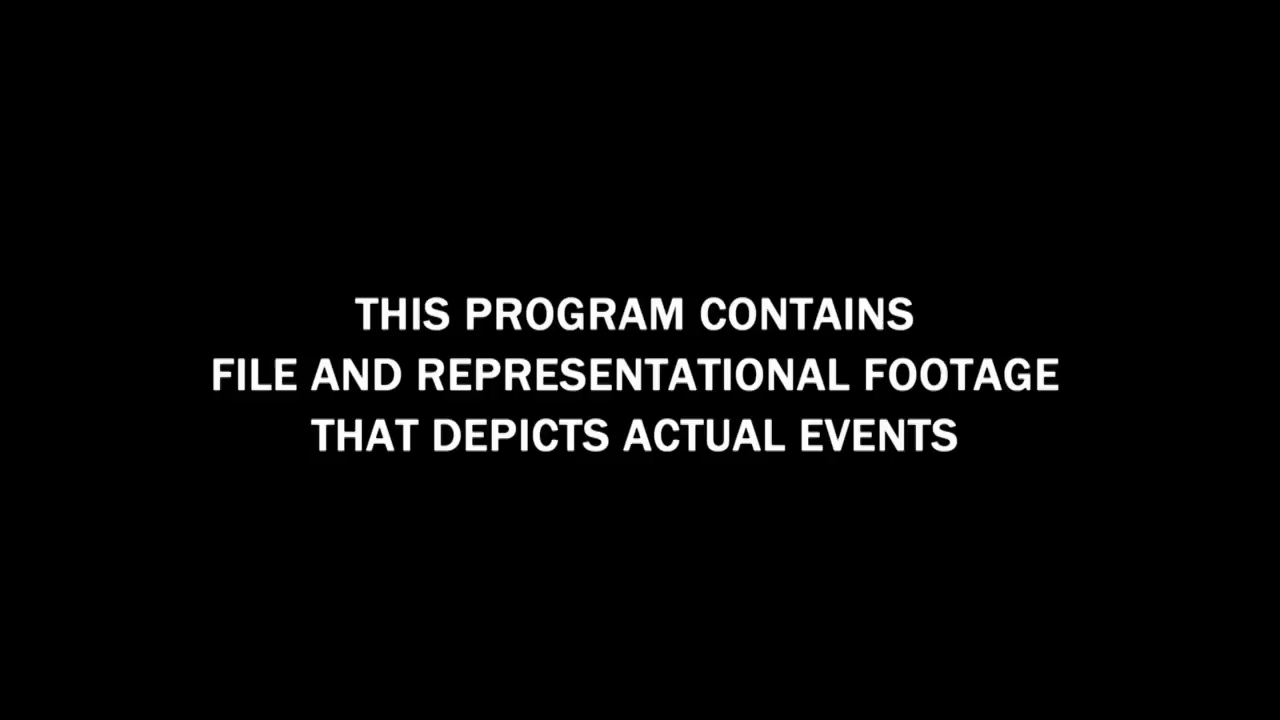 THIS PROGRAM CONTAINS
FILE AND REPRESENTATIONAL FOOTAGE
THAT DEPICTS ACTUAL EVENTS